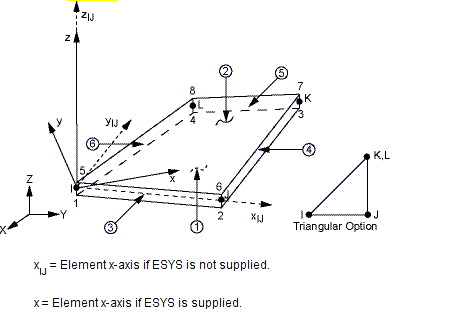 zIJ
z
8
2
5
7
L
K
y
yIJ
4
3
6
5
4
Z
I
x
6
J
K,L
1
2
xIJ
Y
X
3
1
I
J
Triangular Option
xIJ = Element x-axis if ESYS is not supplied.
x = Element x-axis if ESYS is supplied.